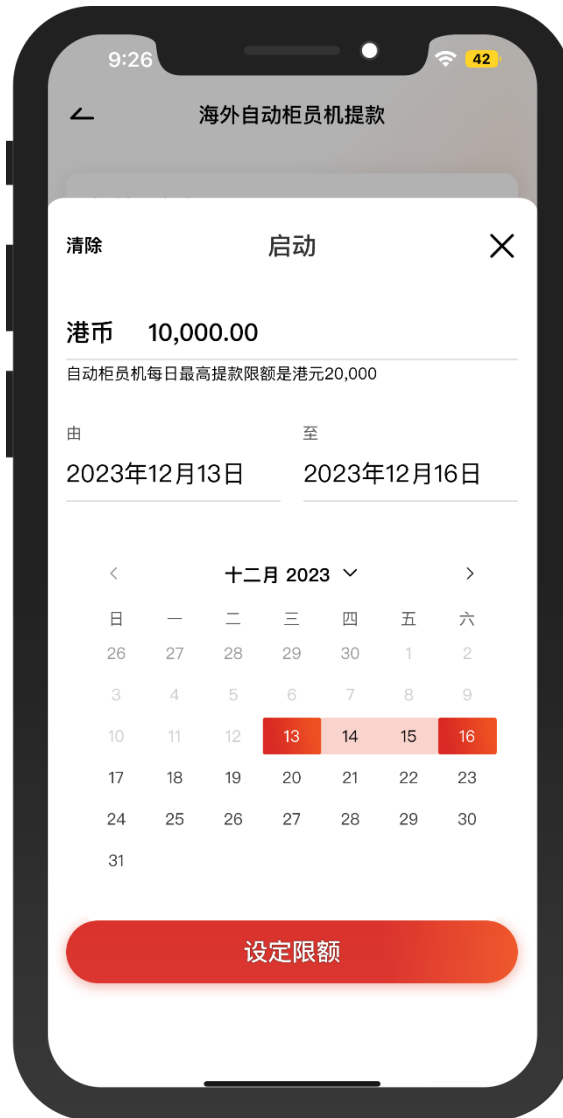 9:26
42
海外自动柜员机提款
清除
启动
港币 10,000.00
自动柜员机每日最高提款限额是港元20,000
由 至
2023年12月13日 2023年12月16日
十二月 2023
日 一 二 三 四 五 六
26 27 28 29 30 1 2
3 4 5 6 7 8 9
10 11 12 13 14 15 16
17 18 19 20 21 22 23
24 25 26 27 28 29 30
31
设定限额